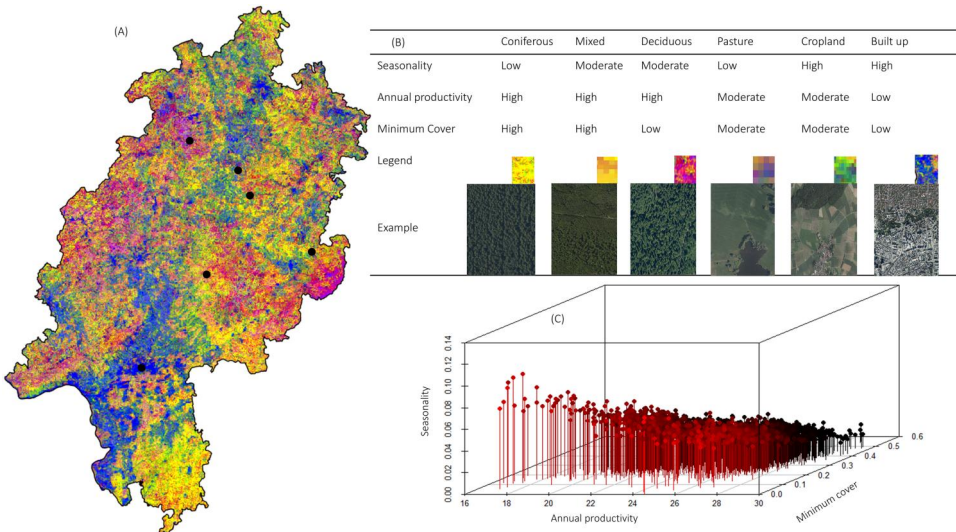 (A)
(B) Coniferous Mixed Deciduous Pasture Cropland Built up
Seasonality Low Moderate Moderate Low High High
Annual productivity High High High Moderate Moderate Low
Minimum Cover High High Low Moderate Moderate Low
Legend
Example
(C)
Seasonality
0.14
0.12
0.10
0.08
0.06
0.04
0.02
0.00
16 18 20 22 24 26 28 30
Annual productivity
0.0 0.1 0.2 0.3 0.4 0.5 0.6
Minimum cover